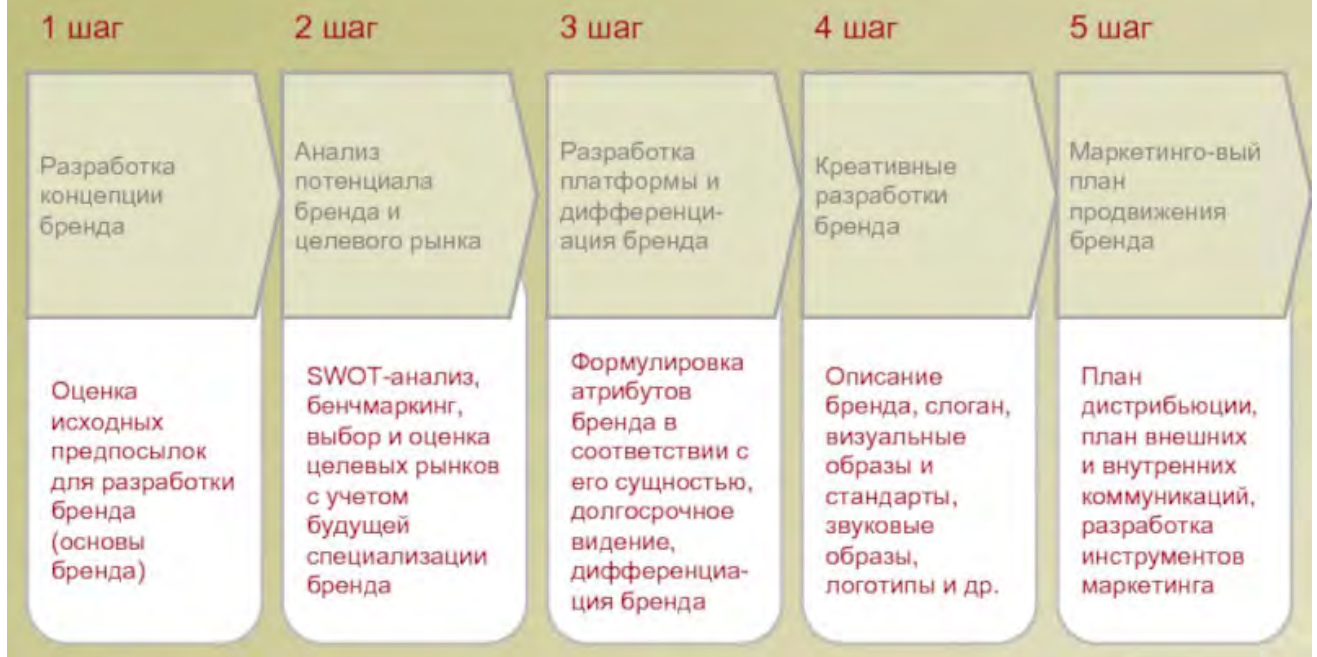 1 шаг
2 шаг
3 шаг
4 шаг
5 шаг
Разработка
концепции
бренда
Анализ
потенциала
бренда и
целевого рынка
Разработка
платформы и
дифференци-
ация бренда
Креативные
разработки
бренда
Маркетинго-вый
план
продвижения
бренда
Оценка
исходных
предпосылок
для разработки
бренда
(основы
бренда)
SWOT-анализ,
бенчмаркинг,
выбор и оценка
целевых рынков
с учетом
будущей
специализации
бренда
Формулировка
атрибутов
бренда в
соответствии с
его сущностью,
долгосрочное
видение,
дифференциа-
ция бренда
Описание
бренда, слоган,
визуальные
образы и
стандарты,
звуковые
образы,
логотипы и др.
План
дистрибьюции,
план внешних
и внутренних
коммуникаций,
разработка
инструментов
маркетинга